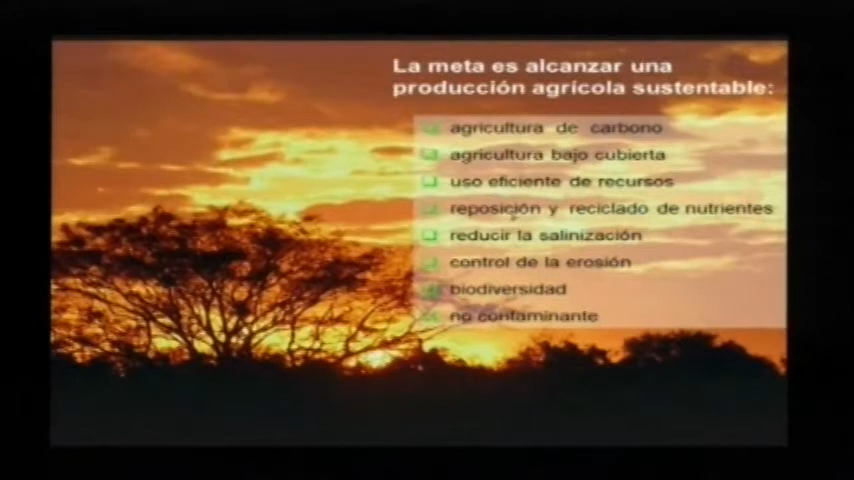 La meta es alcanzar una
producción agrícola sustentable:
agricultura de carbono
agricultura bajo cubierta
uso eficiente de recursos
reposición y reciclado de nutrientes
reducir la salinización
control de la erosión
biodiversidad
no contaminante